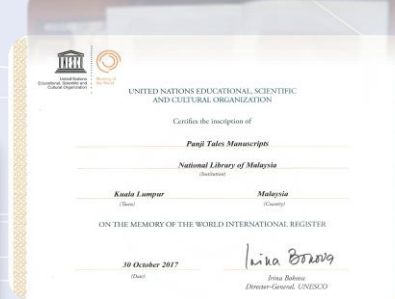 United Nations
Educational, Scientific and
Cultural Organization
Memory of
the World
UNITED NATIONS EDUCATIONAL, SCIENTIFIC
AND CULTURAL ORGANIZATION
Certifies the inscription of
Panji Tales Manuscripts
National Library of Malaysia
(Institution)
Kuala Lumpur Malaysia
(Town) (Country)
ON THE MEMORY OF THE WORLD INTERNATIONAL REGISTER
30 October 2017
(Date)
Irina Bokova
Irina Bokova
Director-General, UNESCO